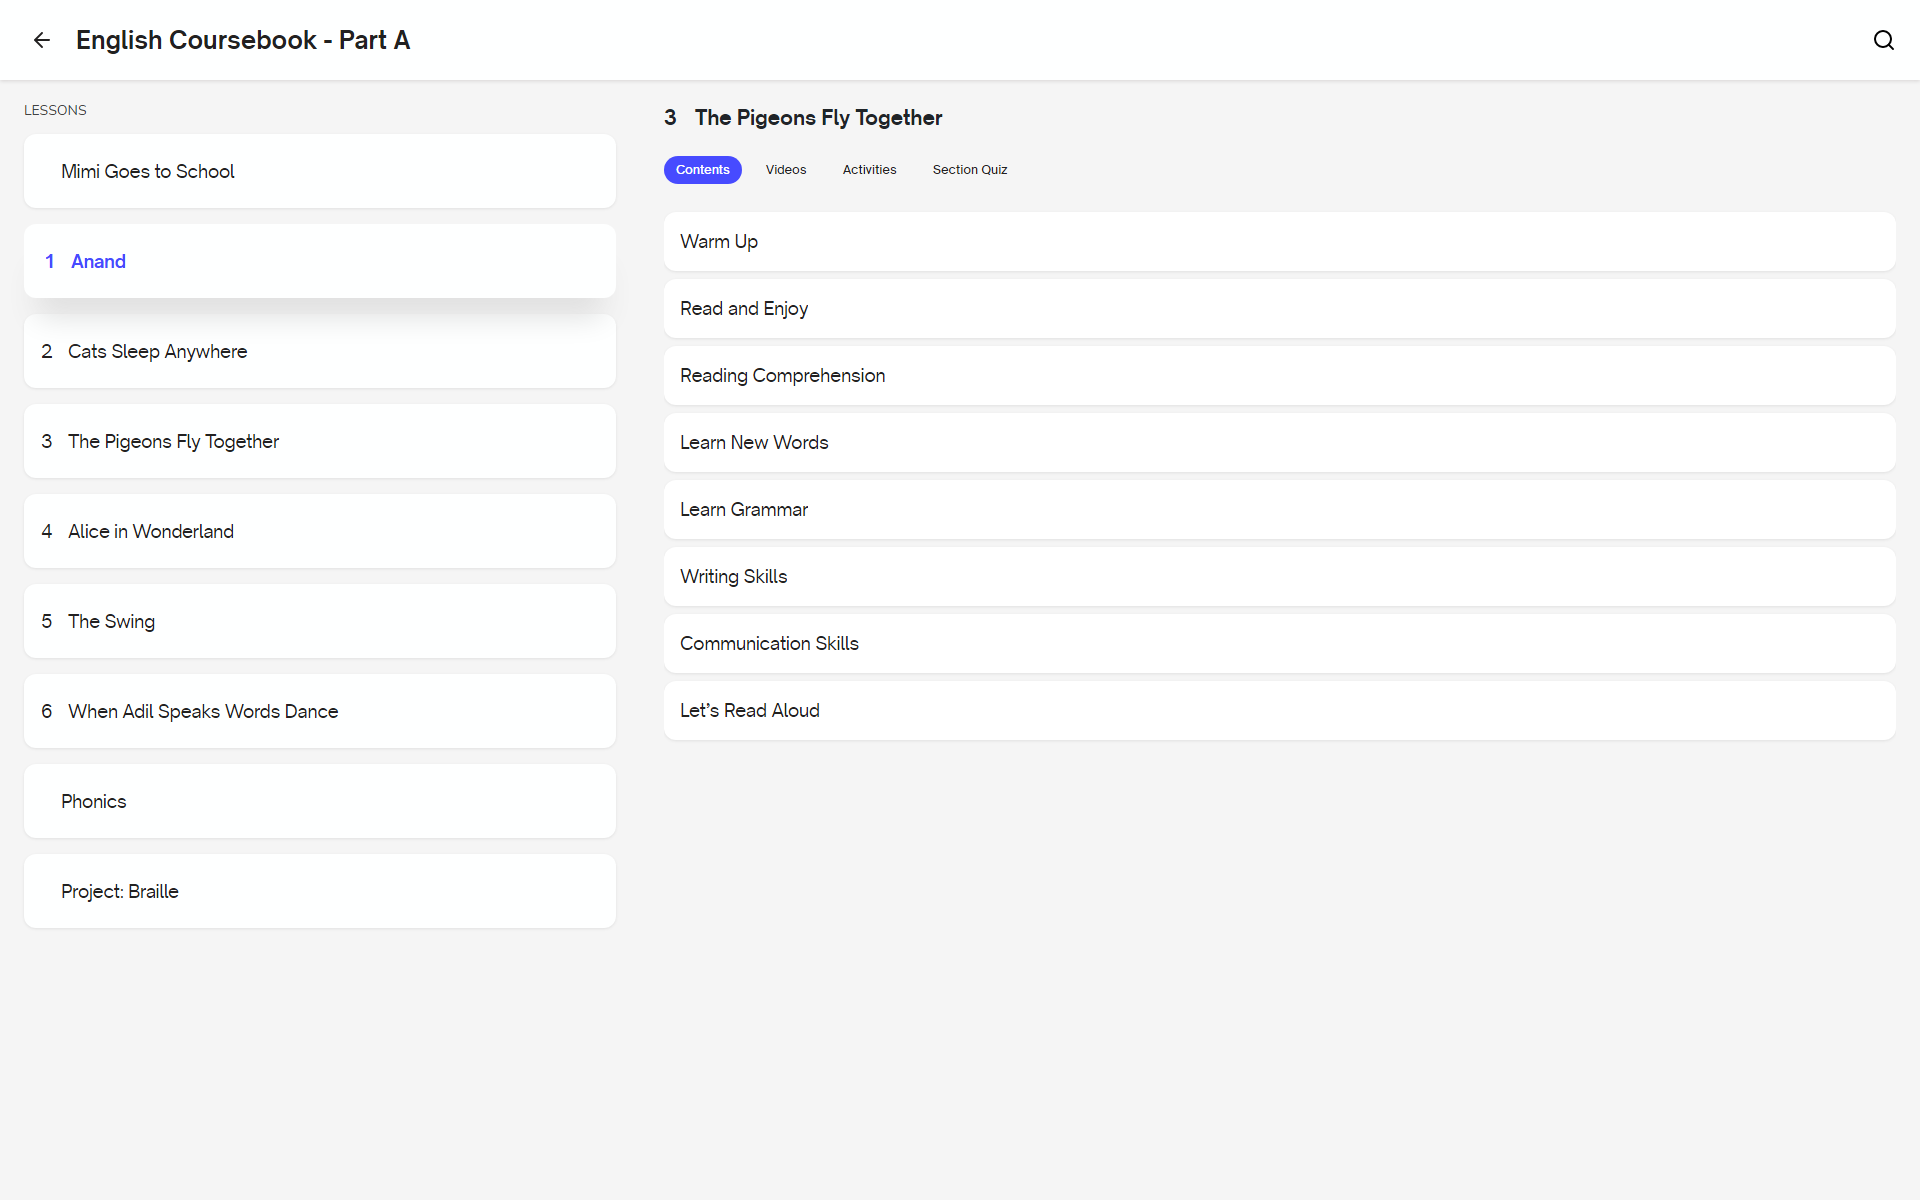 English Coursebook - Part A
LESSONS
Mimi Goes to School
1 Anand
2 Cats Sleep Anywhere
3 The Pigeons Fly Together
4 Alice in Wonderland
5 The Swing
6 When Adil Speaks Words Dance
Phonics
Project: Braille
3 The Pigeons Fly Together
Contents Videos Activities Section Quiz
Warm Up
Read and Enjoy
Reading Comprehension
Learn New Words
Learn Grammar
Writing Skills
Communication Skills
Let’s Read Aloud